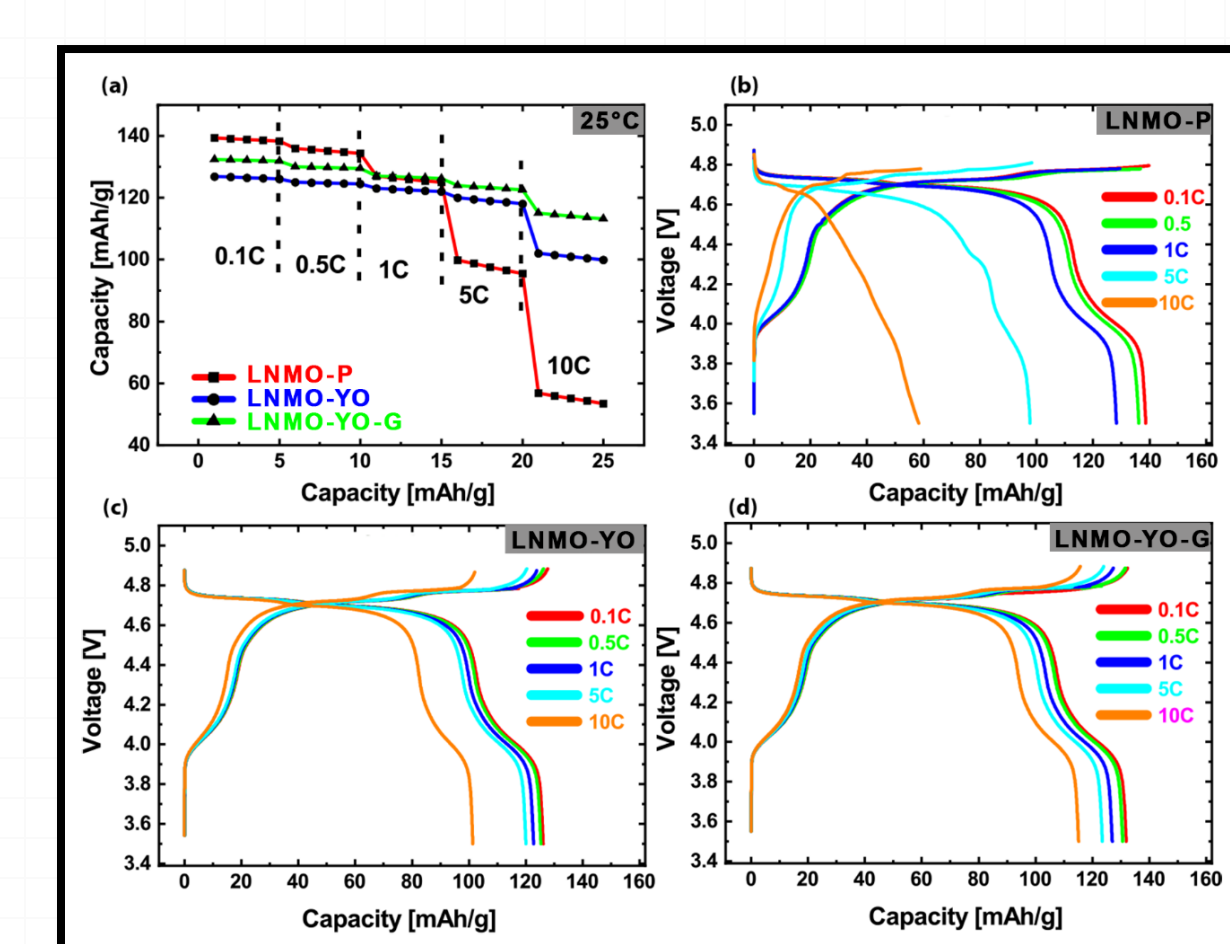 (a)
25°C
140
120
100
80
60
40
Capacity [mAh/g]
0.1C
0.5C
1C
5C
10C
LNMO-P
LNMO-YO
LNMO-YO-G
0 5 10 15 20 25
Capacity [mAh/g]
(b)
LNMO-P
5.0
4.8
4.6
4.4
4.2
4.0
3.8
3.6
3.4
Voltage [V]
0.1C
0.5
1C
5C
10C
0 20 40 60 80 100 120 140 160
Capacity [mAh/g]
(c)
LNMO-YO
5.0
4.8
4.6
4.4
4.2
4.0
3.8
3.6
3.4
Voltage [V]
0.1C
0.5C
1C
5C
10C
0 20 40 60 80 100 120 140 160
Capacity [mAh/g]
(d)
LNMO-YO-G
5.0
4.8
4.6
4.4
4.2
4.0
3.8
3.6
3.4
Voltage [V]
0.1C
0.5C
1C
5C
10C
0 20 40 60 80 100 120 140 160
Capacity [mAh/g]